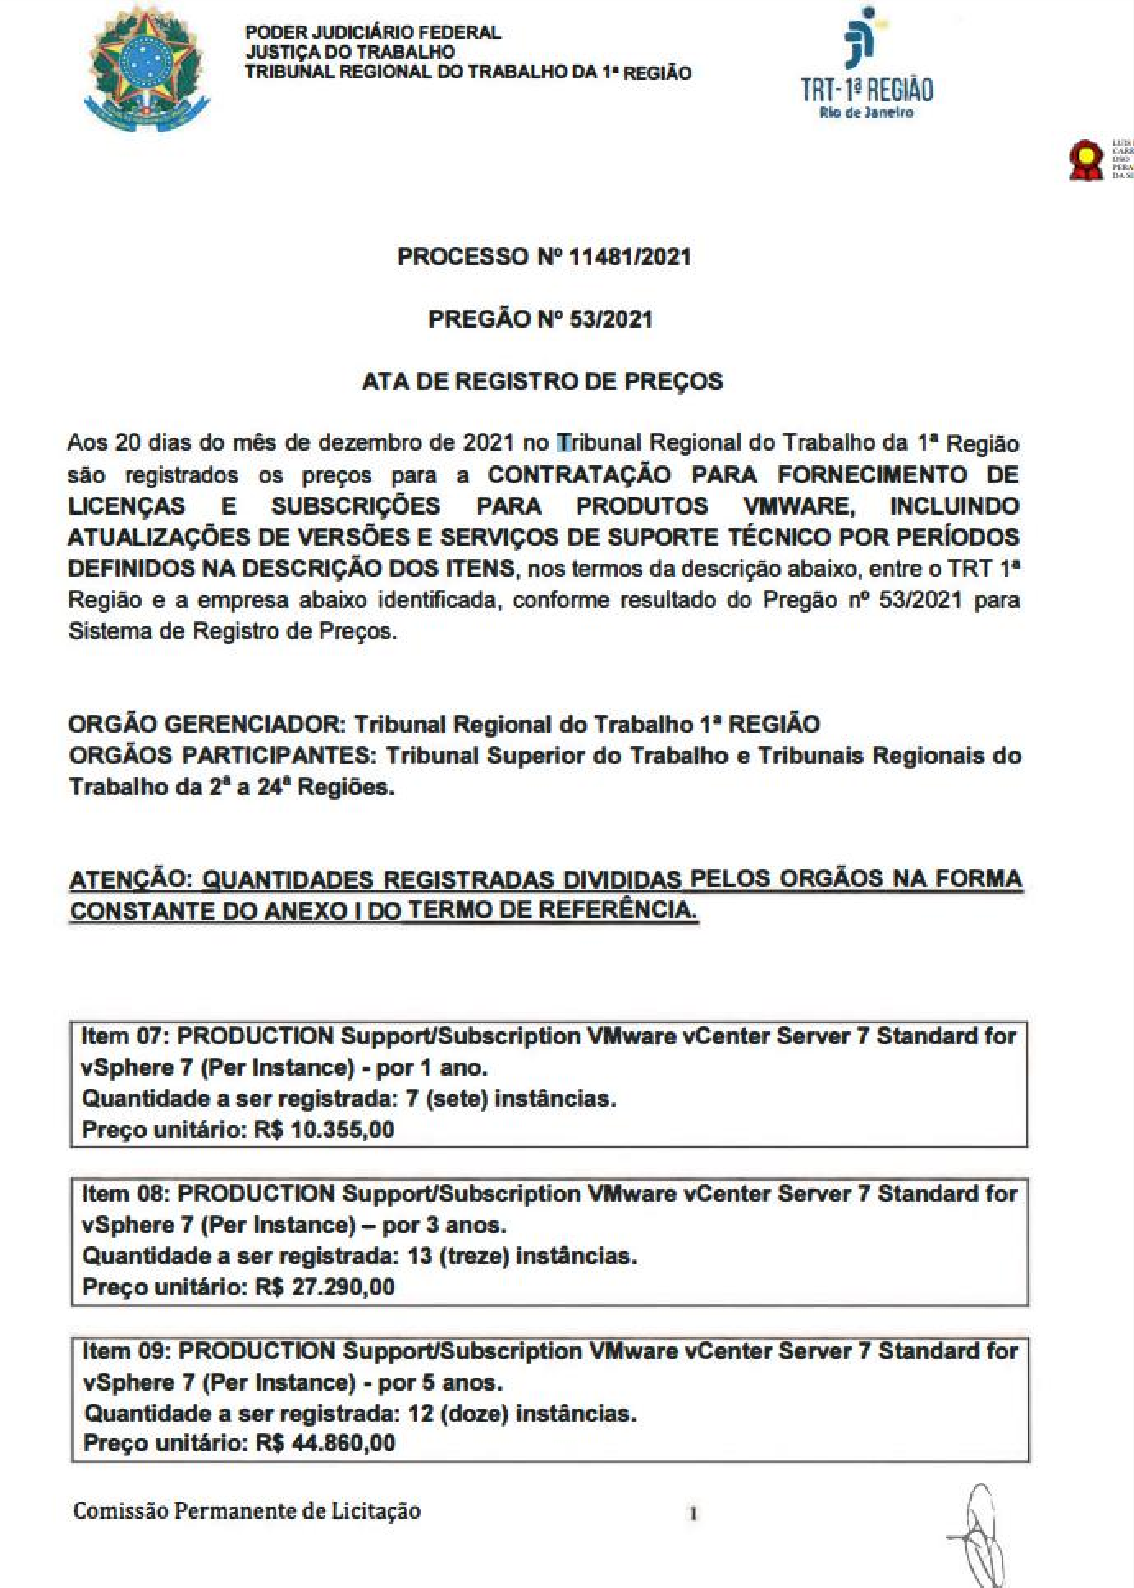 PODER JUDICIÁRIO FEDERAL
JUSTIÇA DO TRABALHO
TRIBUNAL REGIONAL DO TRABALHO DA 1ª REGIÃO
TRT-1ª REGIÃO
Rio de Janeiro
LUIS
CARR
OSO
PERA
DA SI
PROCESSO Nº 11481/2021
PREGÃO Nº 53/2021
ATA DE REGISTRO DE PREÇOS
Aos 20 dias do mês de dezembro de 2021 no Tribunal Regional do Trabalho da 1ª Região
são registrados os preços para a CONTRATAÇÃO PARA FORNECIMENTO DE
LICENÇAS E SUBSCRIÇÕES PARA PRODUTOS VMWARE, INCLUINDO
ATUALIZAÇÕES DE VERSÕES E SERVIÇOS DE SUPORTE TÉCNICO POR PERÍODOS
DEFINIDOS NA DESCRIÇÃO DOS ITENS, nos termos da descrição abaixo, entre o TRT 1ª
Região e a empresa abaixo identificada, conforme resultado do Pregão nº 53/2021 para
Sistema de Registro de Preços.
ORGÃO GERENCIADOR: Tribunal Regional do Trabalho 1ª REGIÃO
ORGÃOS PARTICIPANTES: Tribunal Superior do Trabalho e Tribunais Regionais do
Trabalho da 2ª a 24ª Regiões.
ATENÇÃO: QUANTIDADES REGISTRADAS DIVIDIDAS PELOS ORGÃOS NA FORMA
CONSTANTE DO ANEXO I DO TERMO DE REFERÊNCIA.
Item 07: PRODUCTION Support/Subscription VMware vCenter Server 7 Standard for
vSphere 7 (Per Instance) - por 1 ano.
Quantidade a ser registrada: 7 (sete) instâncias.
Preço unitário: R$ 10.355,00
Item 08: PRODUCTION Support/Subscription VMware vCenter Server 7 Standard for
vSphere 7 (Per Instance) – por 3 anos.
Quantidade a ser registrada: 13 (treze) instâncias.
Preço unitário: R$ 27.290,00
Item 09: PRODUCTION Support/Subscription VMware vCenter Server 7 Standard for
vSphere 7 (Per Instance) - por 5 anos.
Quantidade a ser registrada: 12 (doze) instâncias.
Preço unitário: R$ 44.860,00
Comissão Permanente de Licitação
1